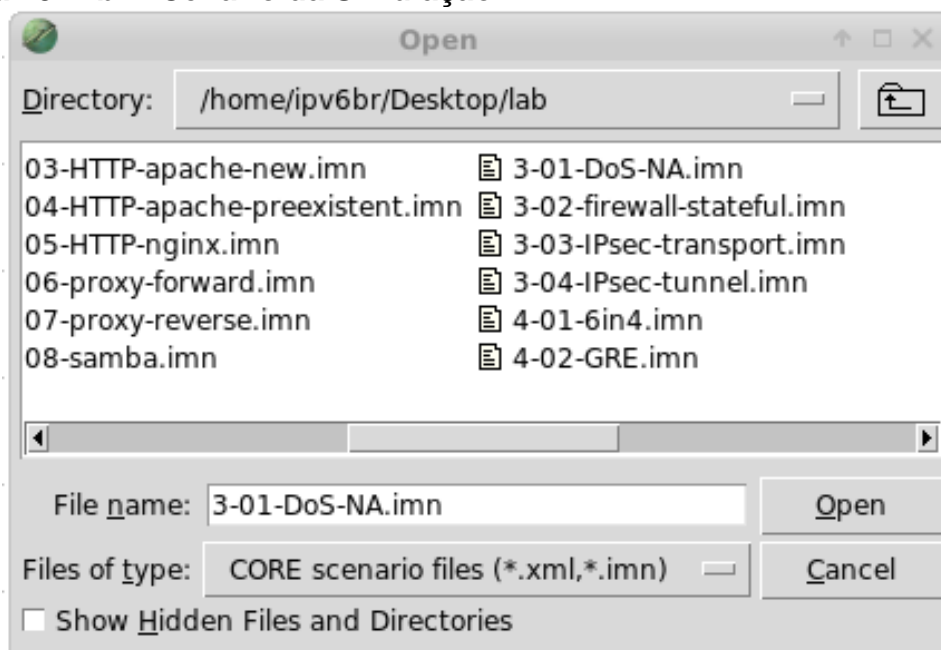 Open
Directory: /home/ipv6br/Desktop/lab
03-HTTP-apache-new.imn
04-HTTP-apache-preexistent.imn
05-HTTP-nginx.imn
06-proxy-forward.imn
07-proxy-reverse.imn
08-samba.imn
3-01-DoS-NA.imn
3-02-firewall-stateful.imn
3-03-IPsec-transport.imn
3-04-IPsec-tunnel.imn
4-01-6in4.imn
4-02-GRE.imn
File name: 3-01-DoS-NA.imn Open
Files of type: CORE scenario files (*.xml,*.imn) Cancel
Show Hidden Files and Directories